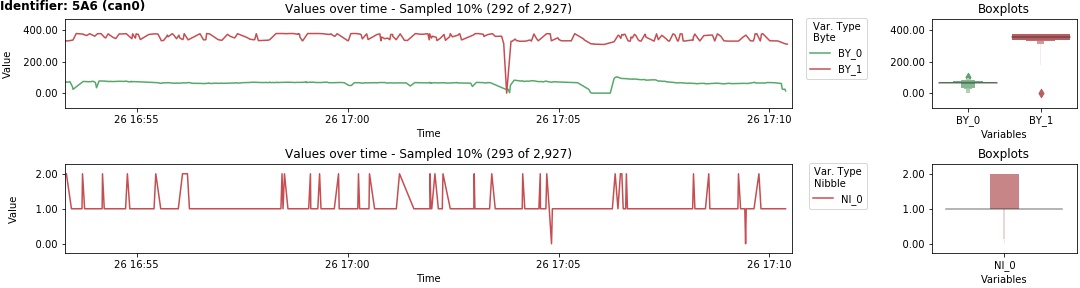 Identifier: 5A6 (can0)
Values over time - Sampled 10% (292 of 2,927)
Boxplots
Value
400.00
200.00
0.00
26 16:55
26 17:00
26 17:05
26 17:10
Time
Var. Type
Byte
BY_0
BY_1
400.00
200.00
0.00
BY_0
BY_1
Variables
Values over time - Sampled 10% (293 of 2,927)
Boxplots
Value
2.00
1.00
0.00
26 16:55
26 17:00
26 17:05
26 17:10
Time
Var. Type
Nibble
NI_0
2.00
1.00
0.00
NI_0
Variables